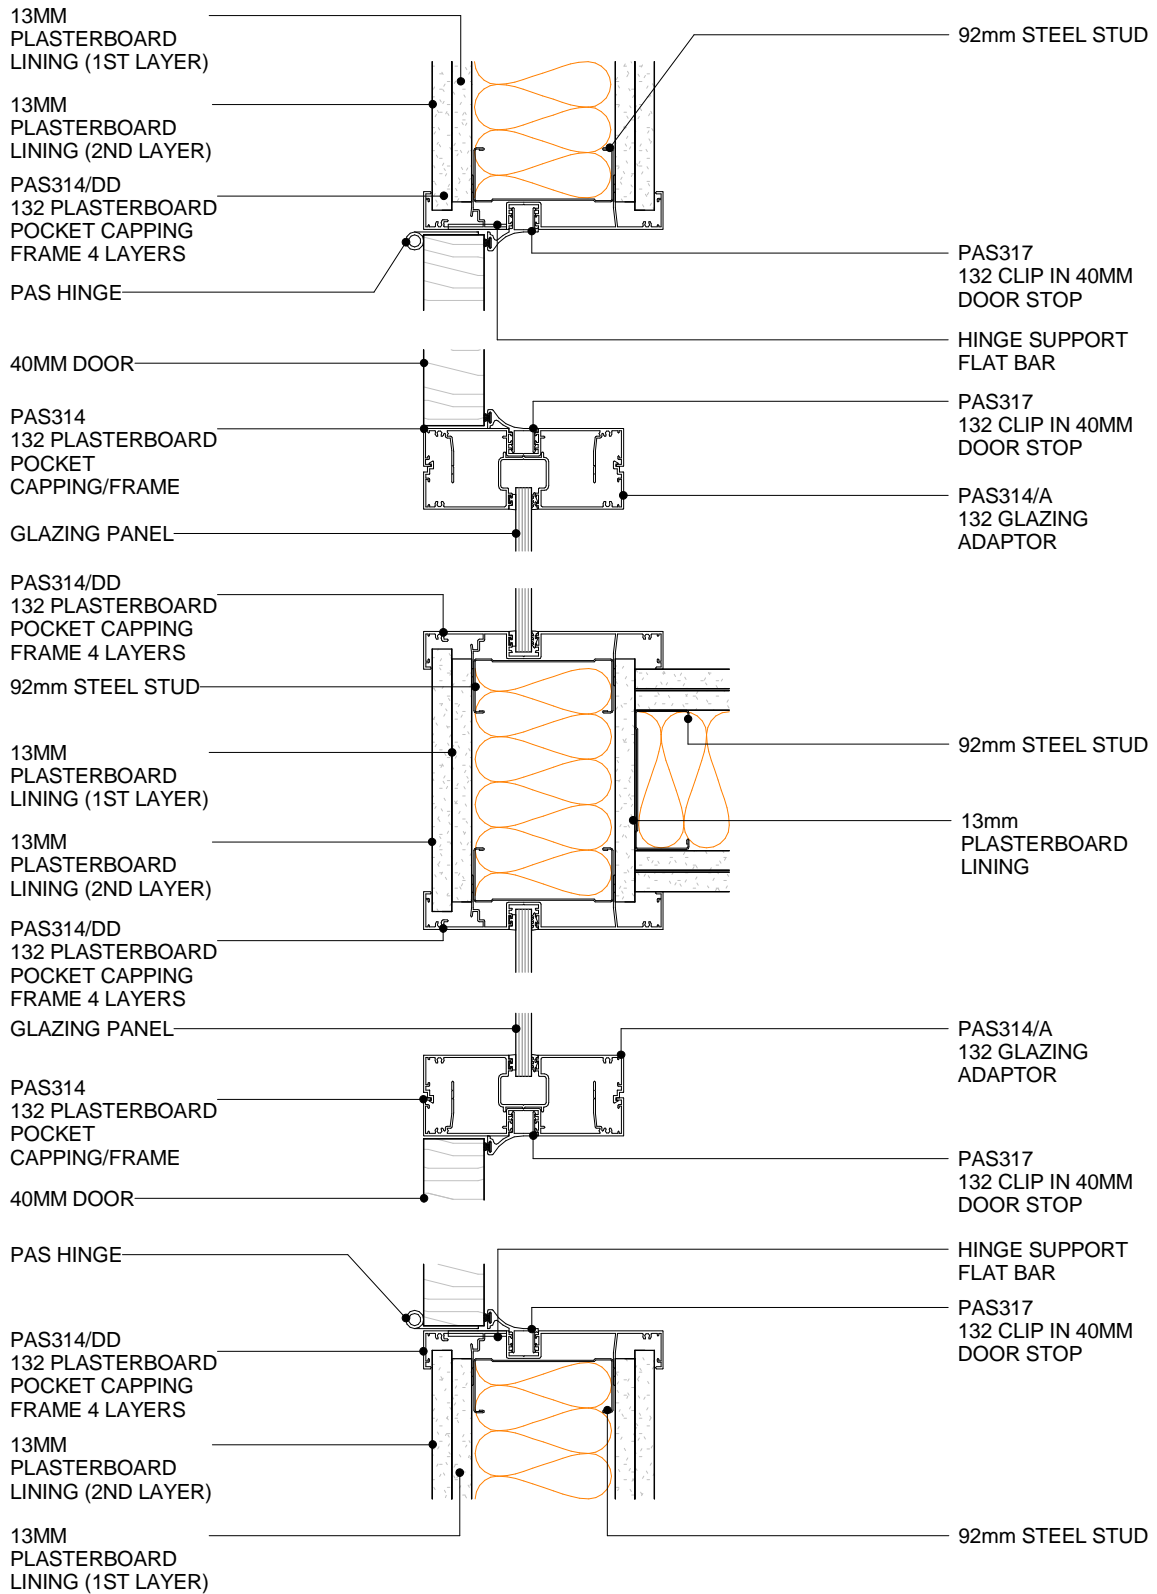 13MM
PLASTERBOARD
LINING (1ST LAYER)
13MM
PLASTERBOARD
LINING (2ND LAYER)
PAS314/DD
132 PLASTERBOARD
POCKET CAPPING
FRAME 4 LAYERS
PAS HINGE
40MM DOOR
PAS314
132 PLASTERBOARD
POCKET
CAPPING/FRAME
GLAZING PANEL
PAS314/DD
132 PLASTERBOARD
POCKET CAPPING
FRAME 4 LAYERS
92mm STEEL STUD
13MM
PLASTERBOARD
LINING (1ST LAYER)
13MM
PLASTERBOARD
LINING (2ND LAYER)
PAS314/DD
132 PLASTERBOARD
POCKET CAPPING
FRAME 4 LAYERS
GLAZING PANEL
PAS314
132 PLASTERBOARD
POCKET
CAPPING/FRAME
40MM DOOR
PAS HINGE
PAS314/DD
132 PLASTERBOARD
POCKET CAPPING
FRAME 4 LAYERS
13MM
PLASTERBOARD
LINING (2ND LAYER)
13MM
PLASTERBOARD
LINING (1ST LAYER)
92mm STEEL STUD
PAS317
132 CLIP IN 40MM
DOOR STOP
HINGE SUPPORT
FLAT BAR
PAS317
132 CLIP IN 40MM
DOOR STOP
PAS314/A
132 GLAZING
ADAPTOR
92mm STEEL STUD
13mm
PLASTERBOARD
LINING
PAS314/A
132 GLAZING
ADAPTOR
PAS317
132 CLIP IN 40MM
DOOR STOP
HINGE SUPPORT
FLAT BAR
PAS317
132 CLIP IN 40MM
DOOR STOP
92mm STEEL STUD